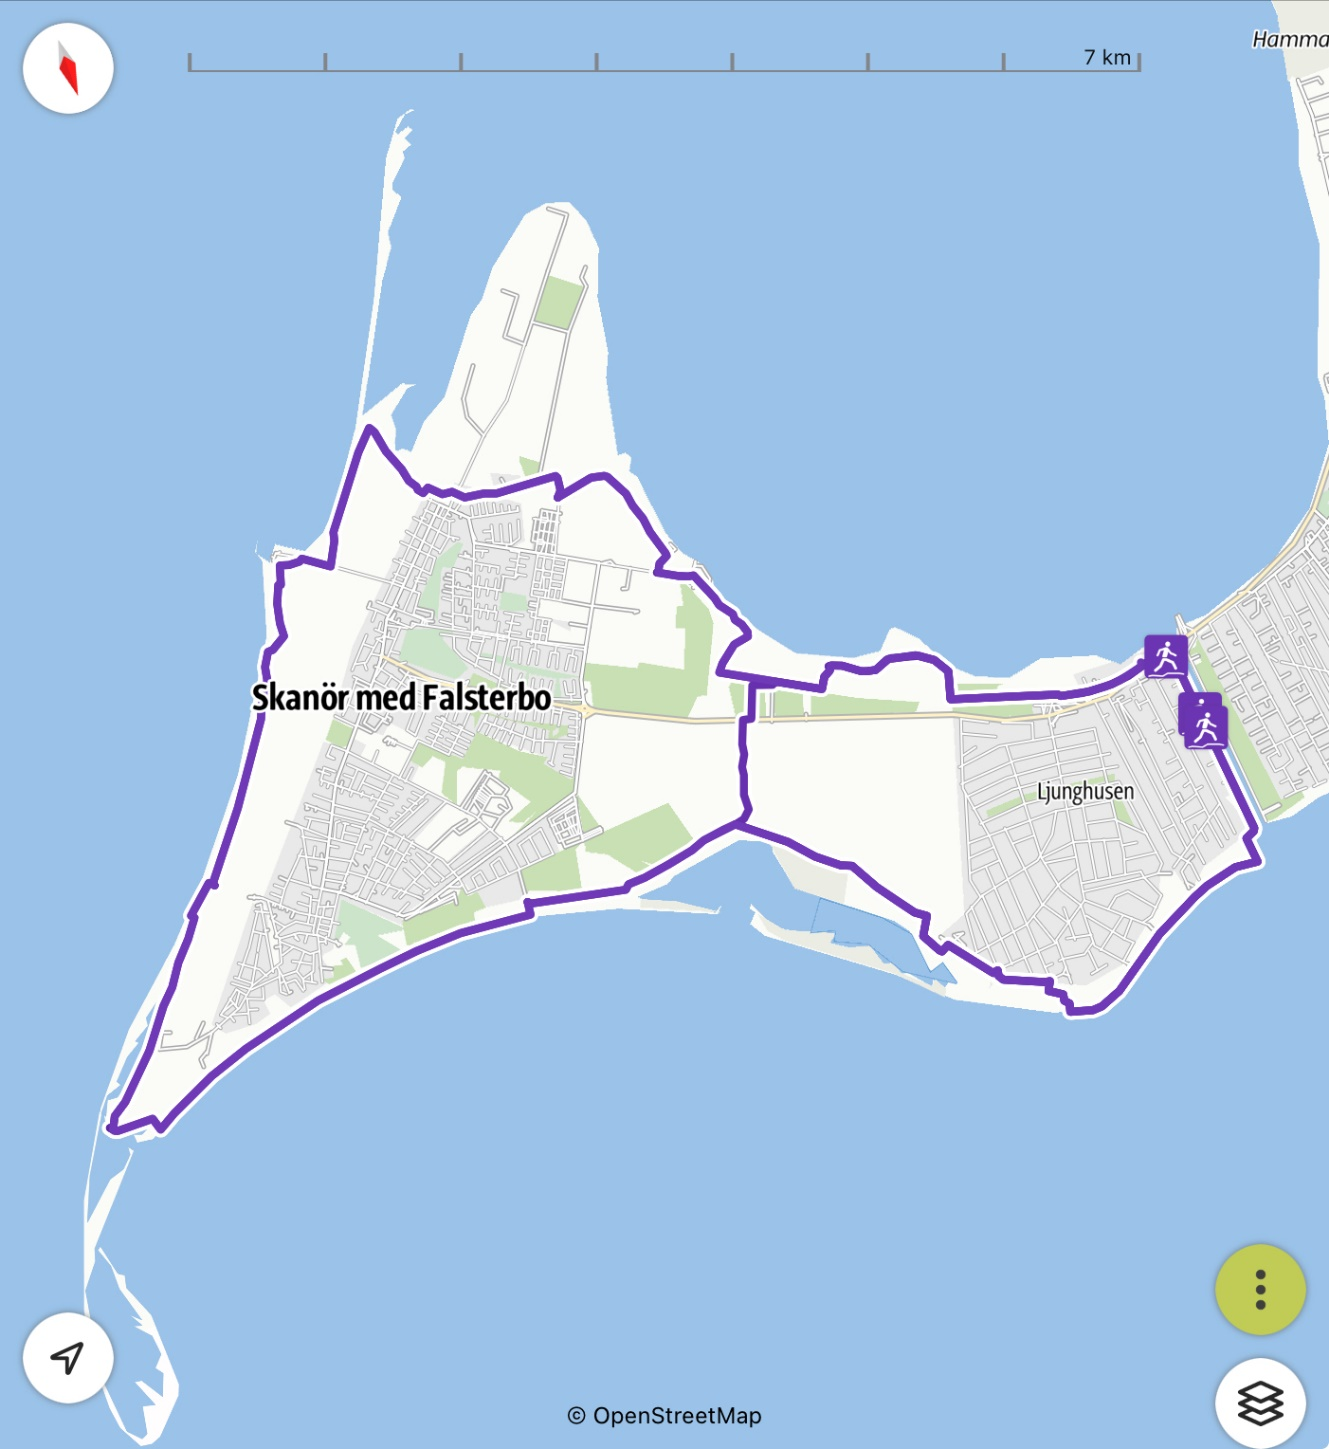 Hamma
7 km
Skanör med Falsterbo
Ljunghusen
© OpenStreetMap